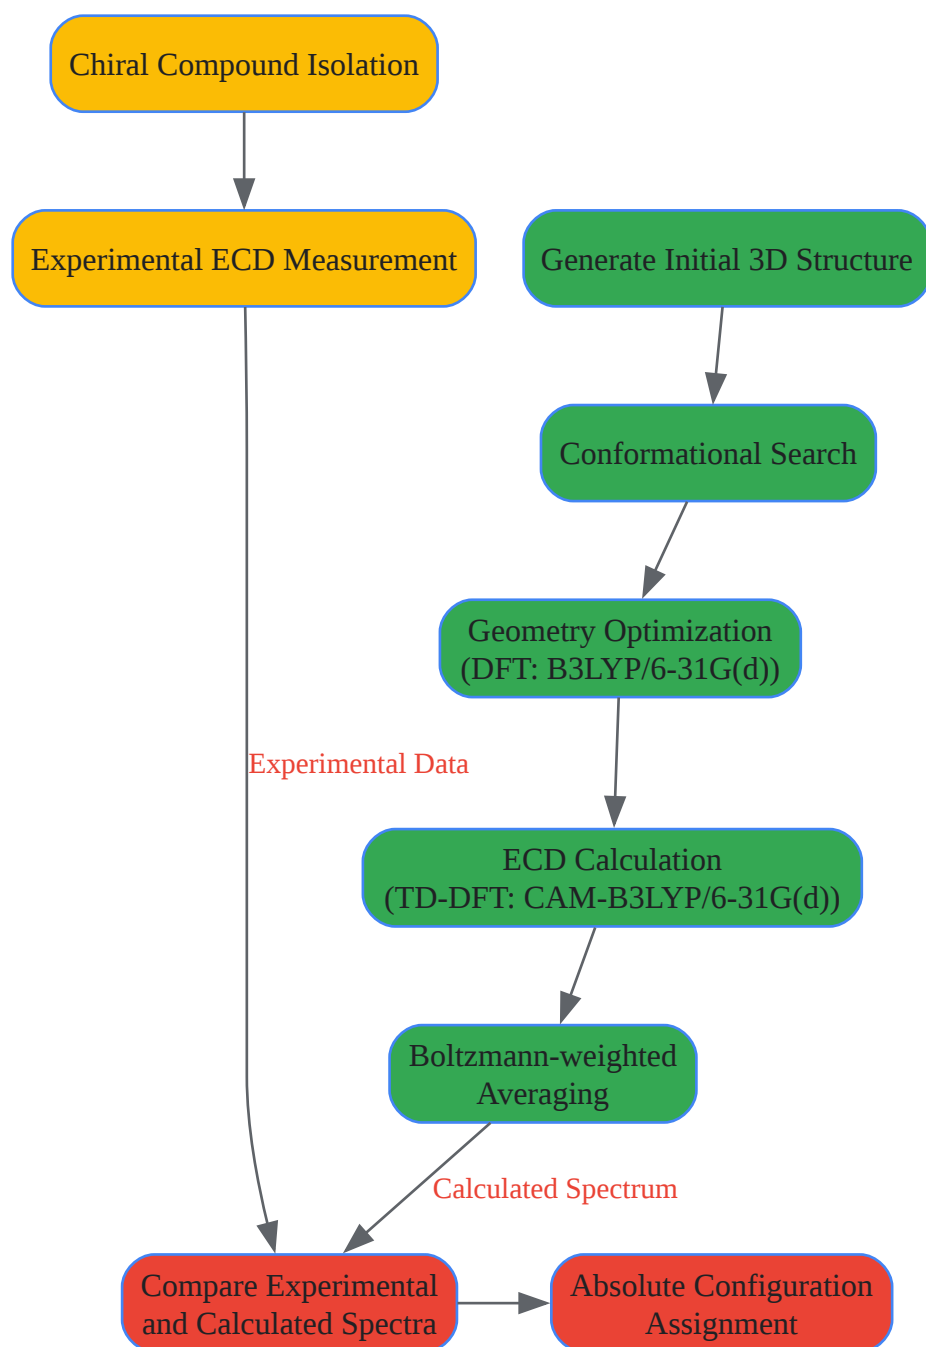 Chiral Compound Isolation
Experimental ECD Measurement
Generate Initial 3D Structure
Conformational Search
Geometry Optimization
(DFT: B3LYP/6-31G(d))
Experimental Data
ECD Calculation
(TD-DFT: CAM-B3LYP/6-31G(d))
Boltzmann-weighted
Averaging
Calculated Spectrum
Compare Experimental
and Calculated Spectra
Absolute Configuration
Assignment